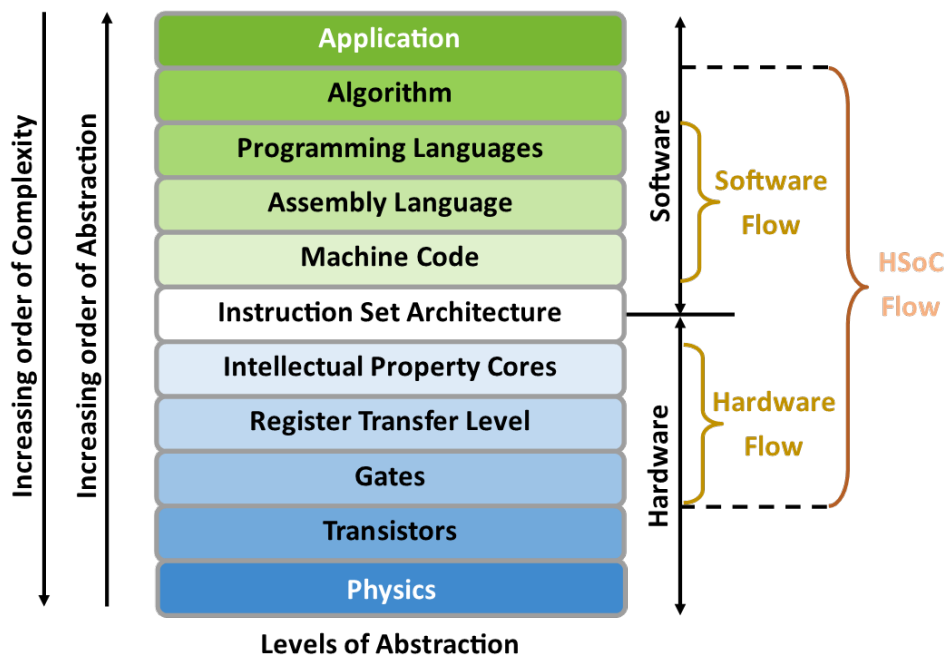 Increasing order of Complexity
Increasing order of Abstraction
Application
Algorithm
Programming Languages
Assembly Language
Machine Code
Instruction Set Architecture
Intellectual Property Cores
Register Transfer Level
Gates
Transistors
Physics
Levels of Abstraction
Software
Hardware
Software
Flow
Hardware
Flow
HSoC
Flow